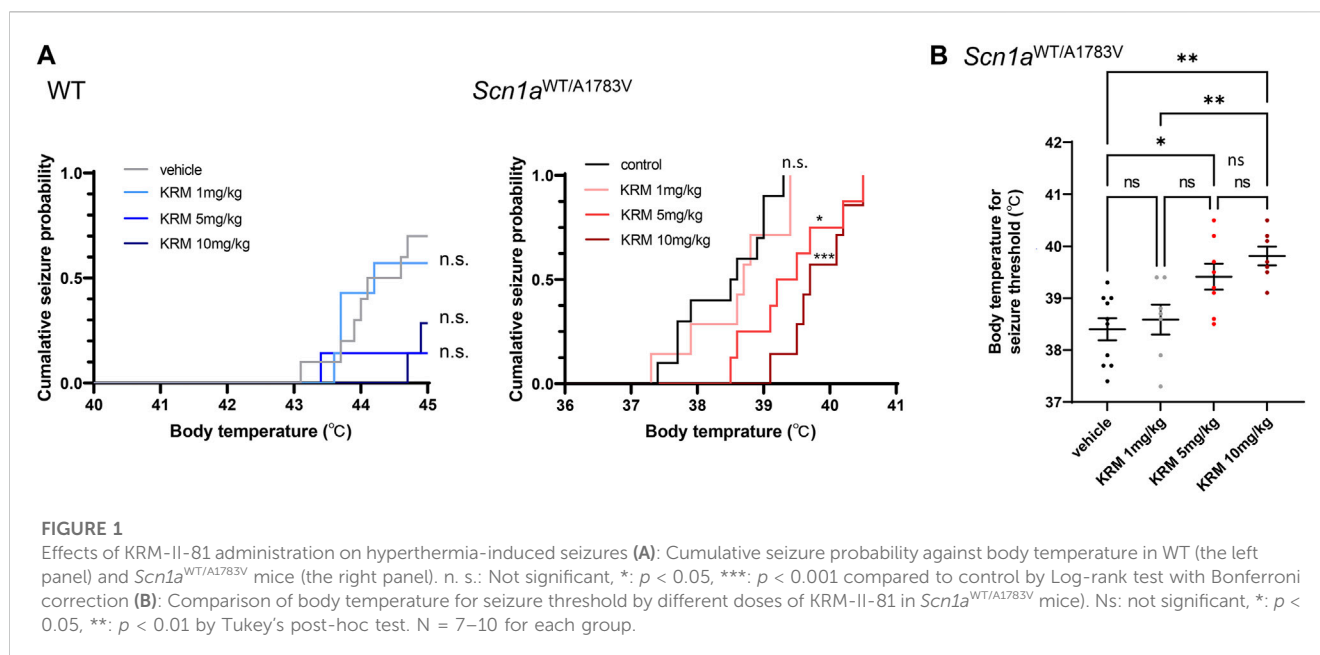 A
WT
Cumulative seizure probability
1.0
0.5
0.0
vehicle
KRM 1mg/kg
KRM 5mg/kg
KRM 10mg/kg
n.s.
n.s.
n.s.
40 41 42 43 44 45
Body temperature (℃)
Scn1aWT/A1783V
Cumulative seizure probability
1.0
0.5
0.0
control
KRM 1mg/kg
KRM 5mg/kg
KRM 10mg/kg
n.s.
*
***
36 37 38 39 40 41
Body temprature (℃)
B Scn1aWT/A1783V
**
**
*
ns
ns ns ns
Body temperature for
seizure threshold (℃)
42
41
40
39
38
37
vehicle
KRM 1mg/kg
KRM 5mg/kg
KRM 10mg/kg
FIGURE 1
Effects of KRM-II-81 administration on hyperthermia-induced seizures (A): Cumulative seizure probability against body temperature in WT (the left
panel) and Scn1aWT/A1783V mice (the right panel). n. s.: Not significant, *: p < 0.05, ***: p < 0.001 compared to control by Log-rank test with Bonferroni
correction (B): Comparison of body temperature for seizure threshold by different doses of KRM-II-81 in Scn1aWT/A1783V mice). Ns: not significant, *: p <
0.05, **: p < 0.01 by Tukey's post-hoc test. N = 7–10 for each group.